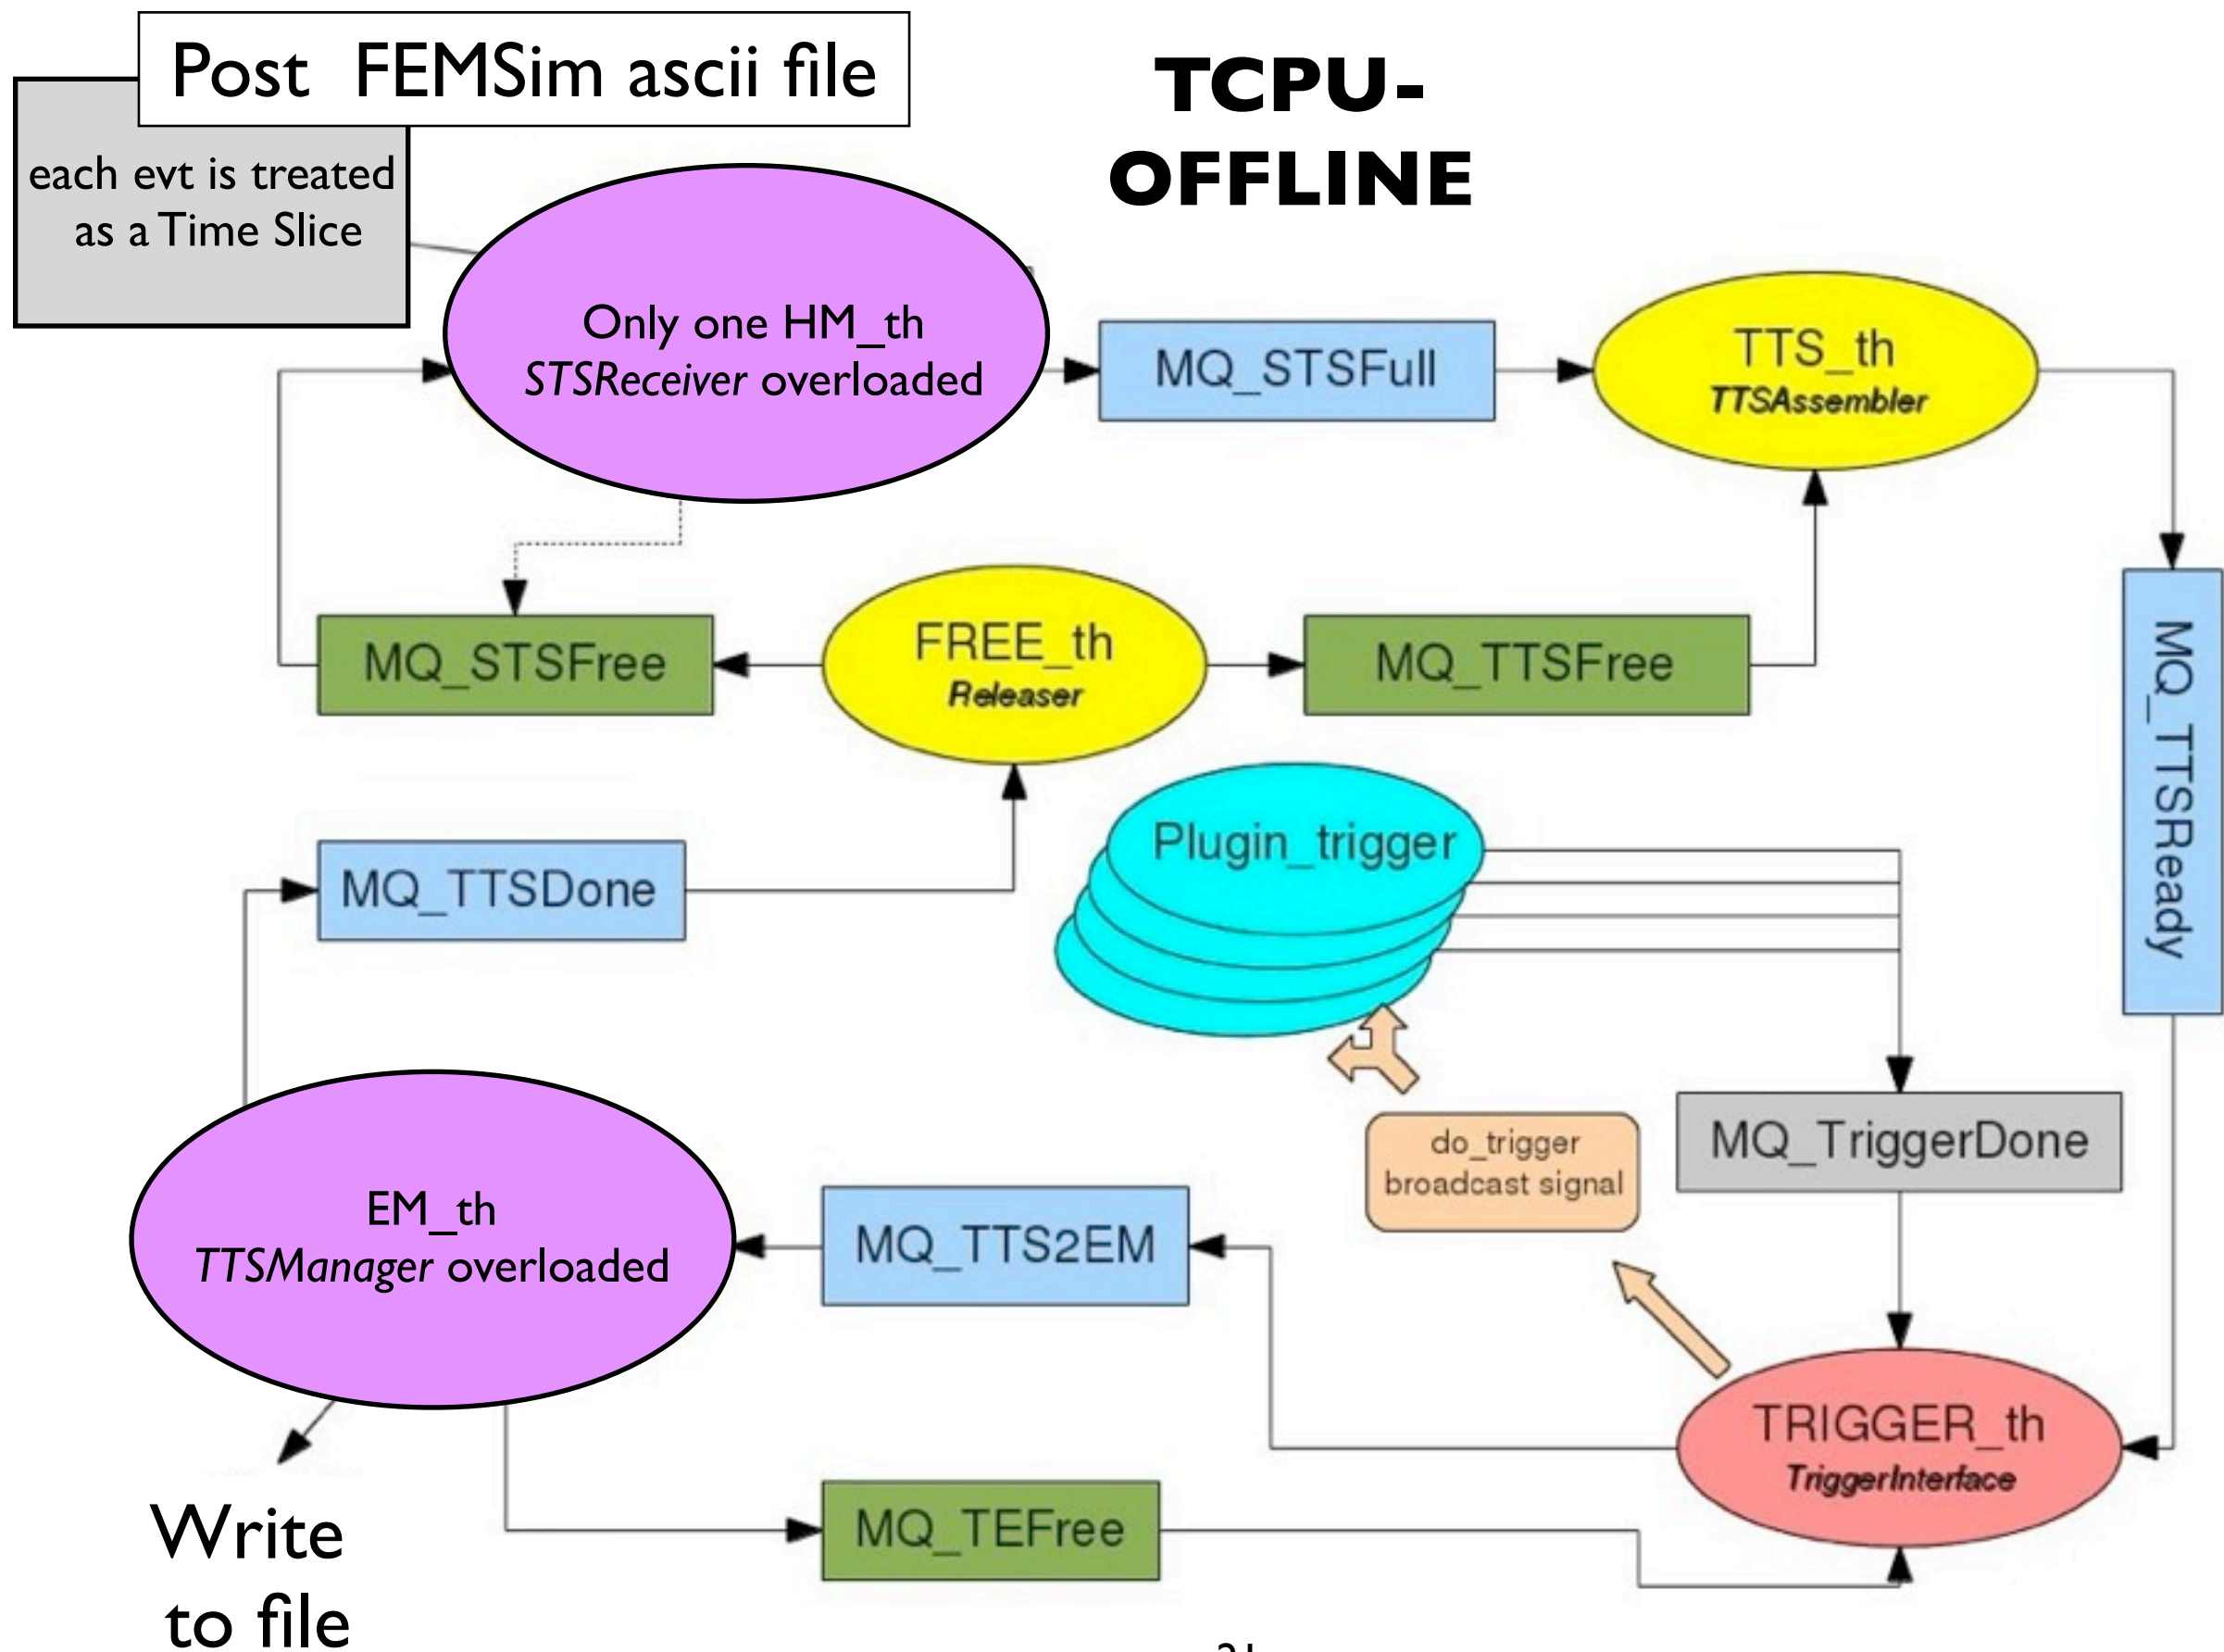 Post FEMSim ascii file
TCPU-
OFFLINE
each evt is treated
as a Time Slice
Only one HM_th
STSReceiver overloaded
MQ_STSFull
TTS_th
TTSAssembler
MQ_STSFree
FREE_th
Releaser
MQ_TTSFree
MQ_TTSReady
MQ_TTSDone
Plugin_trigger
do_trigger
broadcast signal
MQ_TriggerDone
EM_th
TTSManager overloaded
MQ_TTS2EM
TRIGGER_th
TriggerInterface
MQ_TEFree
Write
to file